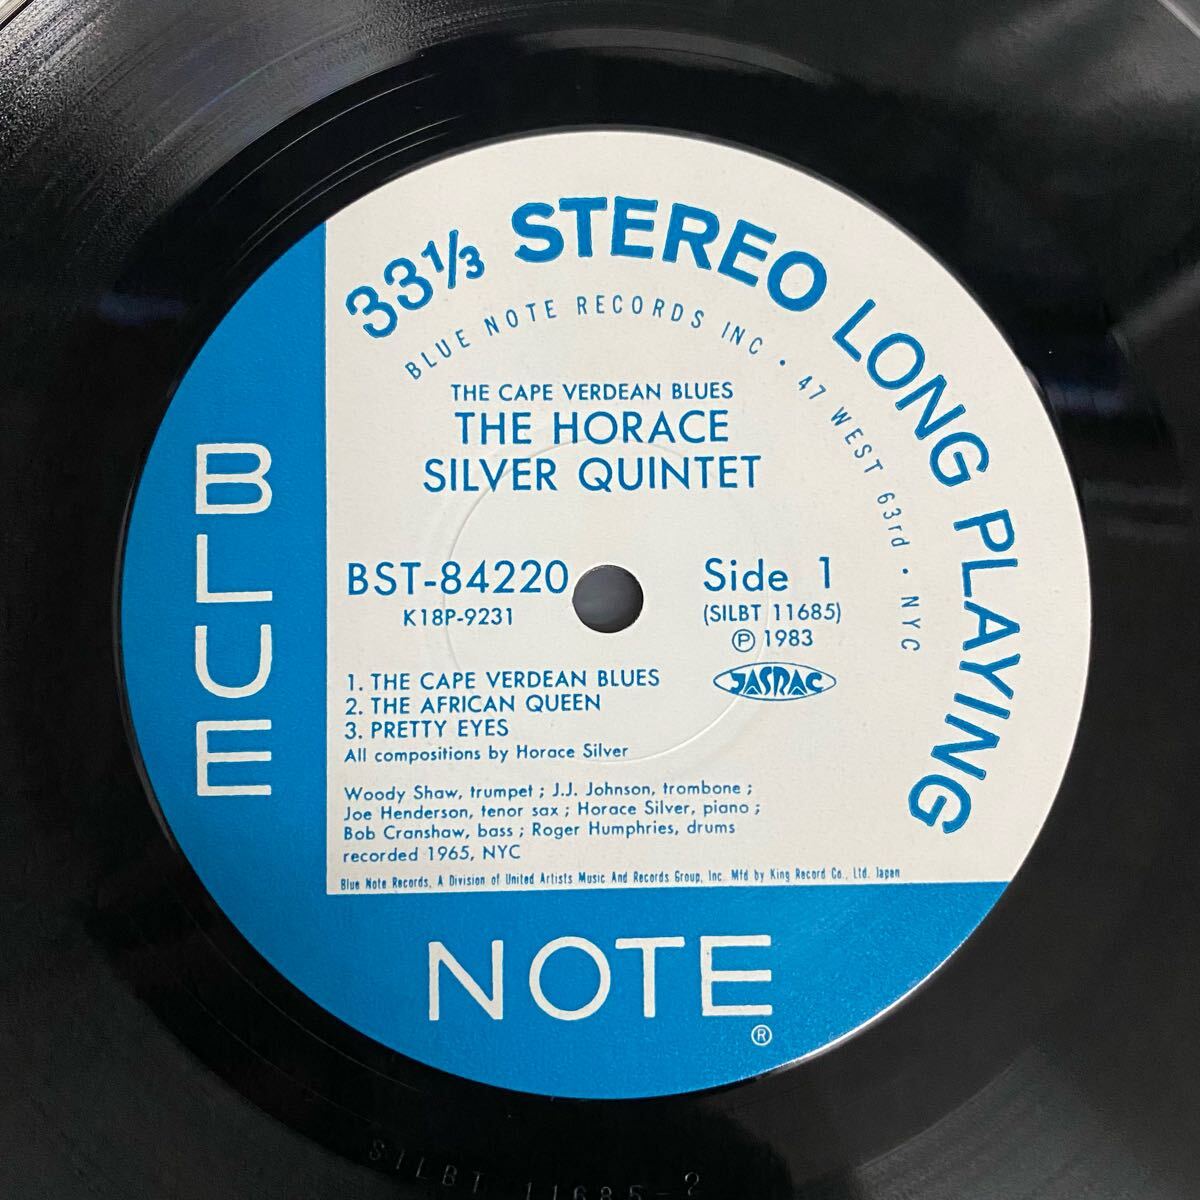 33 1/3 STEREO LONG PLAYING
BLUE NOTE RECORDS INC • 47 WEST 63rd • NYC
THE CAPE VERDEAN BLUES
THE HORACE
SILVER QUINTET
BST-84220
K18P-9231
Side 1
(SILBT 11685)
Ⓟ 1983
JASRAC
1. THE CAPE VERDEAN BLUES
2. THE AFRICAN QUEEN
3. PRETTY EYES
All compositions by Horace Silver
Woody Shaw, trumpet ; J.J. Johnson, trombone ;
Joe Henderson, tenor sax ; Horace Silver, piano ;
Bob Cranshaw, bass ; Roger Humphries, drums
recorded 1965, NYC
Blue Note Records, A Division of United Artists Music And Records Group, Inc. Mfd by King Record Co., Ltd. Japan
BLUE
NOTE
®
SILBT 11685-2